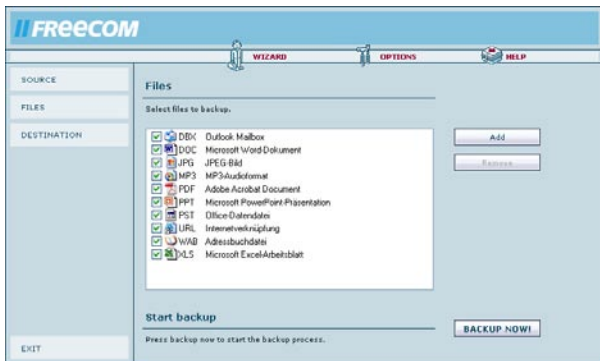 FREECOM
WIZARD OPTIONS HELP
SOURCE
FILES
DESTINATION
EXIT
Files
Select files to backup.
DBX Outlook Mailbox
DOC Microsoft Word-Dokument
JPG JPEG-Bild
MP3 MP3-Audioformat
PDF Adobe Acrobat Document
PPT Microsoft PowerPoint-Präsentation
PST Office-Datendatei
URL Internetverknüpfung
WAB Adressbuchdatei
XLS Microsoft Excel-Arbeitsblatt
Add
Remove
Start backup
Press backup now to start the backup process.
BACKUP NOW!